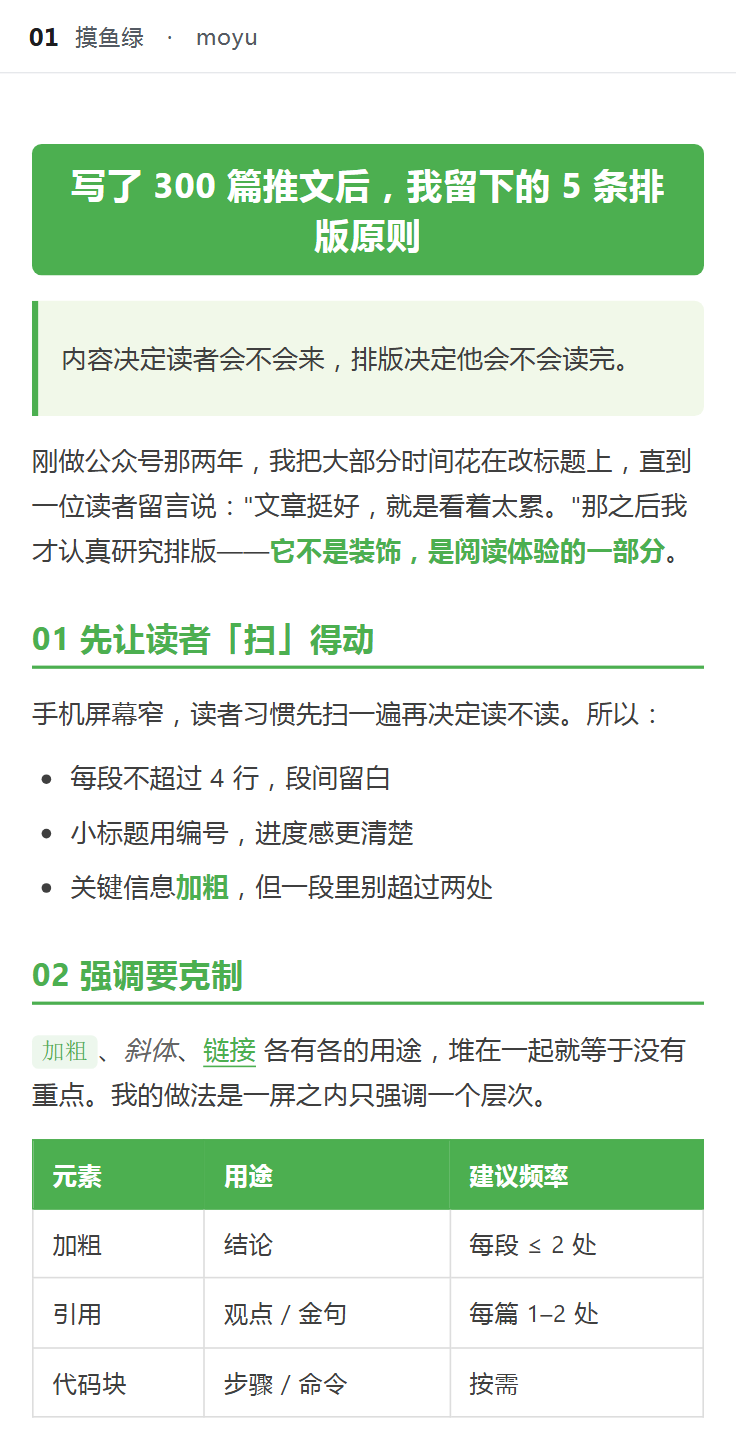 01 摸鱼绿 · moyu
写了 300 篇推文后，我留下的 5 条排
版原则
内容决定读者会不会来，排版决定他会不会读完。
刚做公众号那两年，我把大部分时间花在改标题上，直到
一位读者留言说："文章挺好，就是看着太累。"那之后我
才认真研究排版——它不是装饰，是阅读体验的一部分。
01 先让读者「扫」得动
手机屏幕窄，读者习惯先扫一遍再决定读不读。所以：
• 每段不超过 4 行，段间留白
• 小标题用编号，进度感更清楚
• 关键信息加粗，但一段里别超过两处
02 强调要克制
加粗、斜体、链接 各有各的用途，堆在一起就等于没有
重点。我的做法是一屏之内只强调一个层次。
元素 用途 建议频率
加粗 结论 每段 ≤ 2 处
引用 观点 / 金句 每篇 1–2 处
代码块 步骤 / 命令 按需